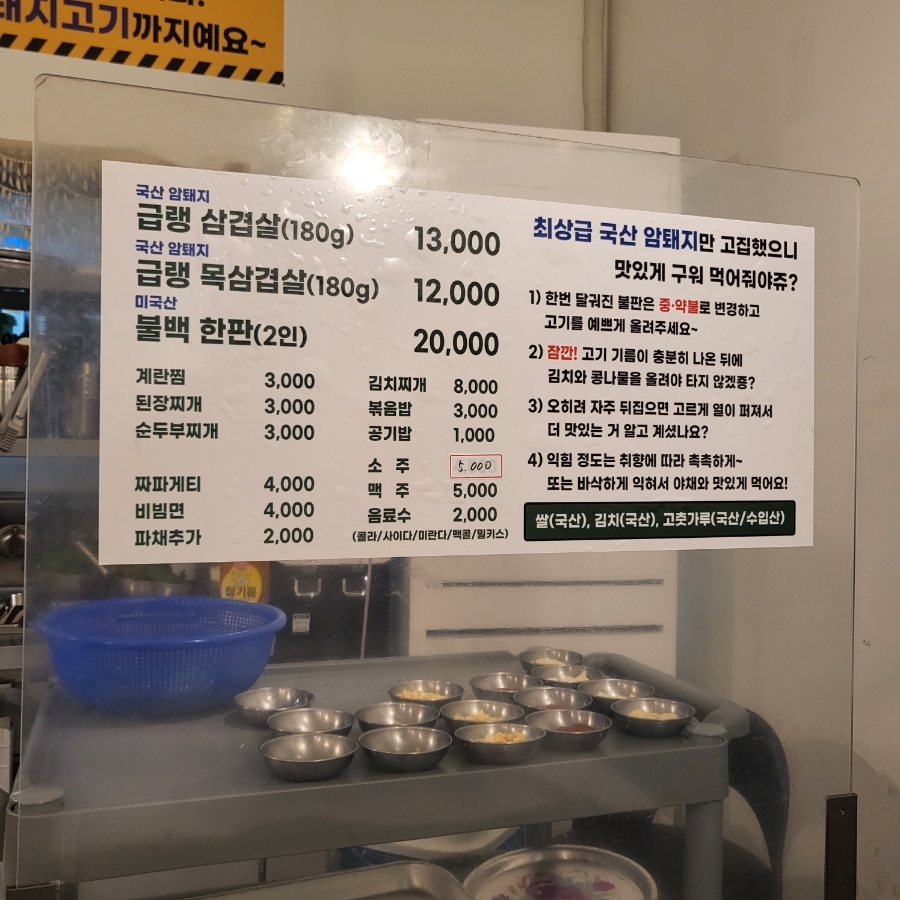 돼지고기까지예요~
국산 암퇘지
급랭 삼겹살(180g) 13,000
국산 암퇘지
급랭 목삼겹살(180g) 12,000
미국산
불백 한판(2인) 20,000
계란찜 3,000
된장찌개 3,000
순두부찌개 3,000
짜파게티 4,000
비빔면 4,000
파채추가 2,000
김치찌개 8,000
볶음밥 3,000
공기밥 1,000
소 주 5.000
맥 주 5,000
음료수 2,000
(콜라/사이다/미란다/맥콜/밀키스)
최상급 국산 암퇘지만 고집했으니
맛있게 구워 먹어줘야쥬?
1) 한번 달궈진 불판은 중·약불로 변경하고
고기를 예쁘게 올려주세요~
2) 잠깐! 고기 기름이 충분히 나온 뒤에
김치와 콩나물을 올려야 타지 않겠쥬?
3) 오히려 자주 뒤집으면 고르게 열이 퍼져서
더 맛있는 거 알고 계셨나요?
4) 익힘 정도는 취향에 따라 촉촉하게~
또는 바삭하게 익혀서 야채와 맛있게 먹어요!
쌀(국산), 김치(국산), 고춧가루(국산/수입산)